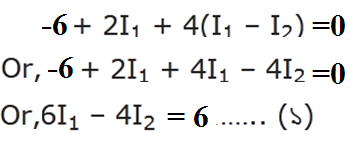 -6 + 2I₁ + 4(I₁ – I₂) =0
Or, -6 + 2I₁ + 4I₁ – 4I₂ =0
Or,6I₁ – 4I₂ = 6 ...... (১)